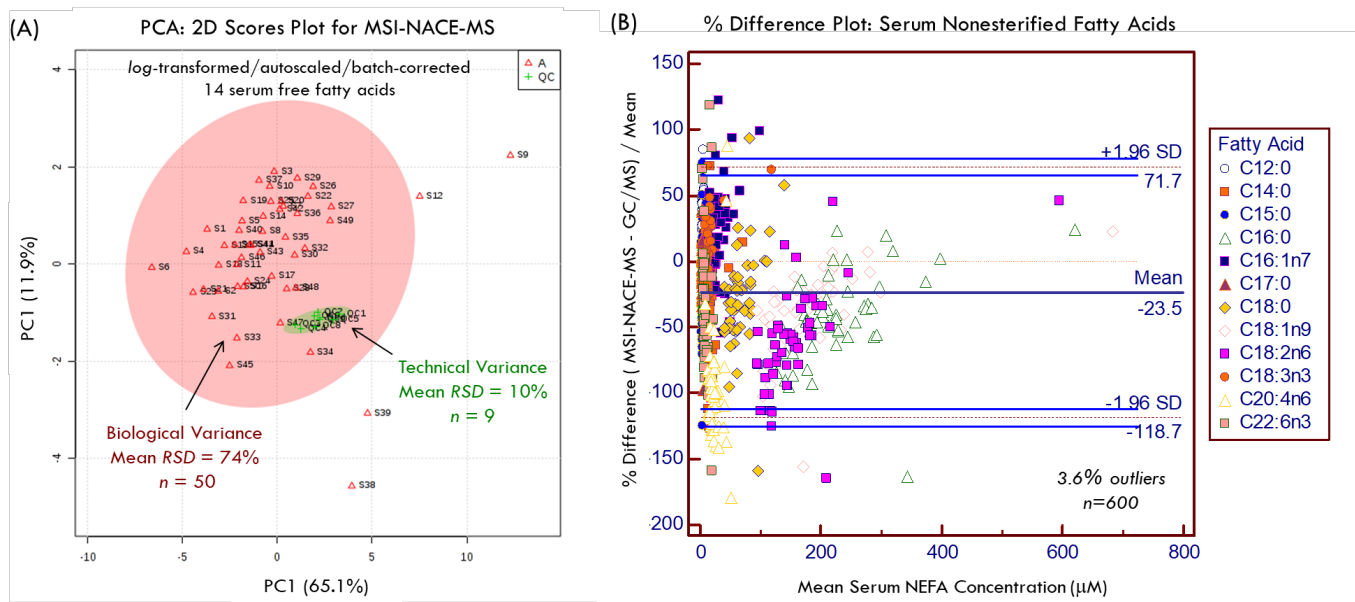 (A)
PCA: 2D Scores Plot for MSI-NACE-MS
log-transformed/autoscaled/batch-corrected
14 serum free fatty acids
A
QC
4
2
0
-2
-4
PC1 (11.9%)
-10
-5
0
5
10
PC1 (65.1%)
S9
S12
S3
S37
S29
S10
S26
S22
S19
S27
S14
S36
S5
S49
S1
S40
S8
S35
S4
S43
S32
S46
S30
S6
S11
S17
S24
S2
S48
S31
S47
S33
S34
S45
S39
S38
Technical Variance
Mean RSD = 10%
n = 9
Biological Variance
Mean RSD = 74%
n = 50
(B)
% Difference Plot: Serum Nonesterified Fatty Acids
% Difference ( MSI-NACE-MS - GC/MS) / Mean
150
100
50
0
-50
-100
-150
-200
+1.96 SD
71.7
Mean
-23.5
-1.96 SD
-118.7
3.6% outliers
n=600
0
200
400
600
800
Mean Serum NEFA Concentration (μM)
Fatty Acid
C12:0
C14:0
C15:0
C16:0
C16:1n7
C17:0
C18:0
C18:1n9
C18:2n6
C18:3n3
C20:4n6
C22:6n3